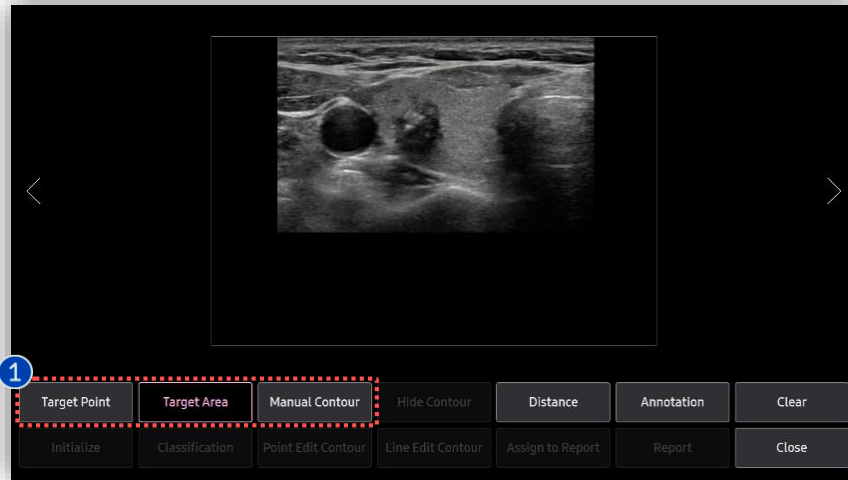 1
Target Point Target Area Manual Contour Hide Contour Distance Annotation Clear
Initialize Classification Point Edit Contour Line Edit Contour Assign to Report Report Close